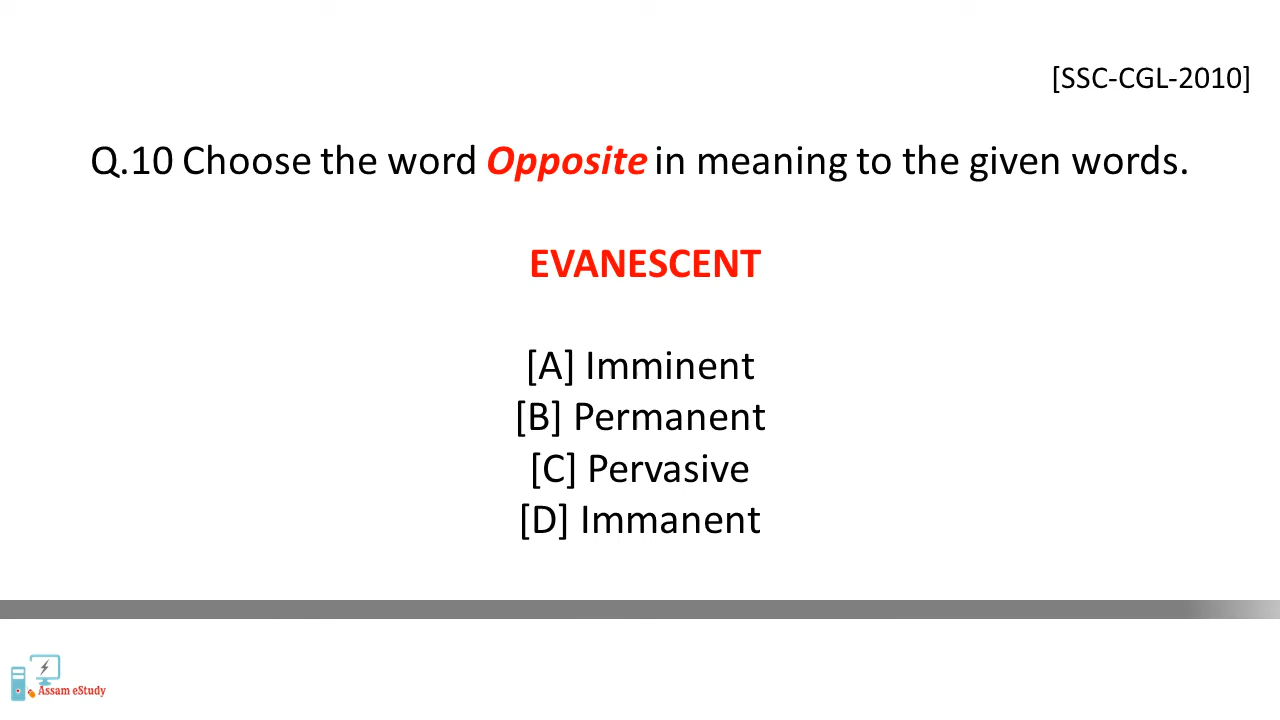 [SSC-CGL-2010]
Q.10 Choose the word Opposite in meaning to the given words.
EVANESCENT
[A] Imminent
[B] Permanent
[C] Pervasive
[D] Immanent
Assam eStudy